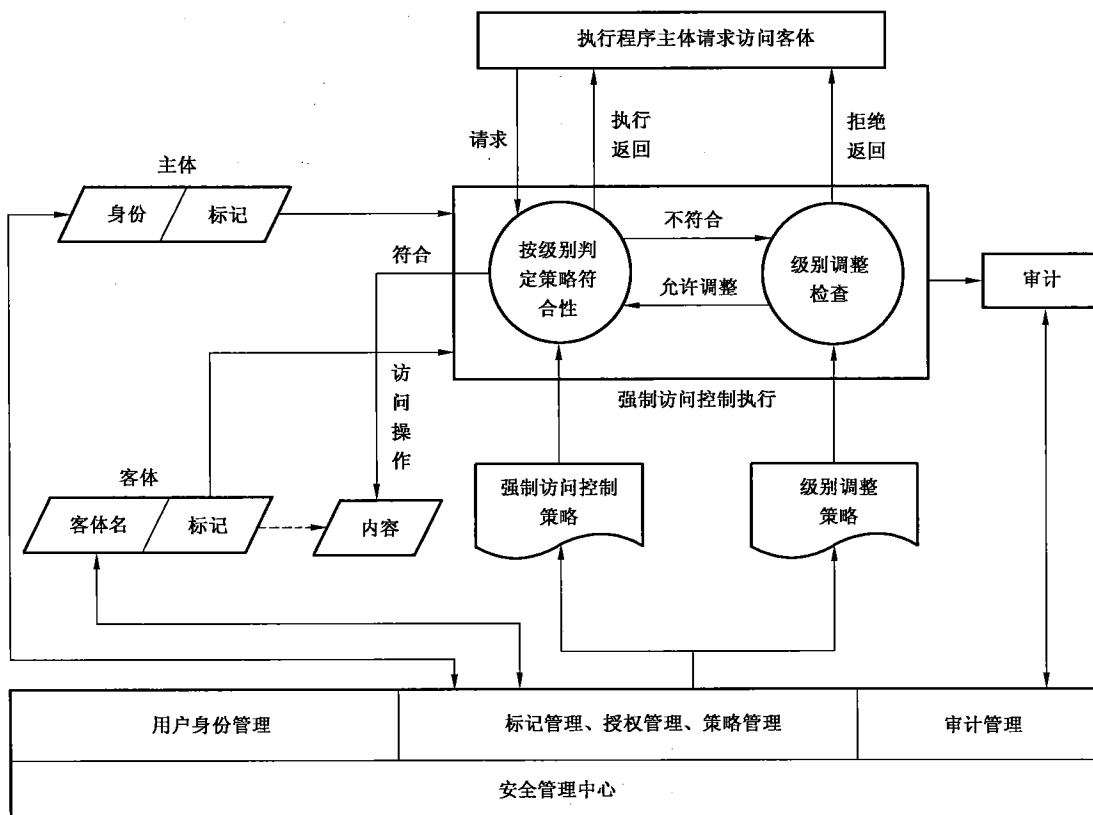 执行程序主体请求访问客体
请求
执行
返回
拒绝
返回
主体
身份
标记
符合
按级别判
定策略符
合性
不符合
允许调整
级别调整
检查
审计
访
问
操
作
强制访问控制执行
客体
客体名
标记
内容
强制访问控制
策略
级别调整
策略
用户身份管理
标记管理、授权管理、策略管理
审计管理
安全管理中心